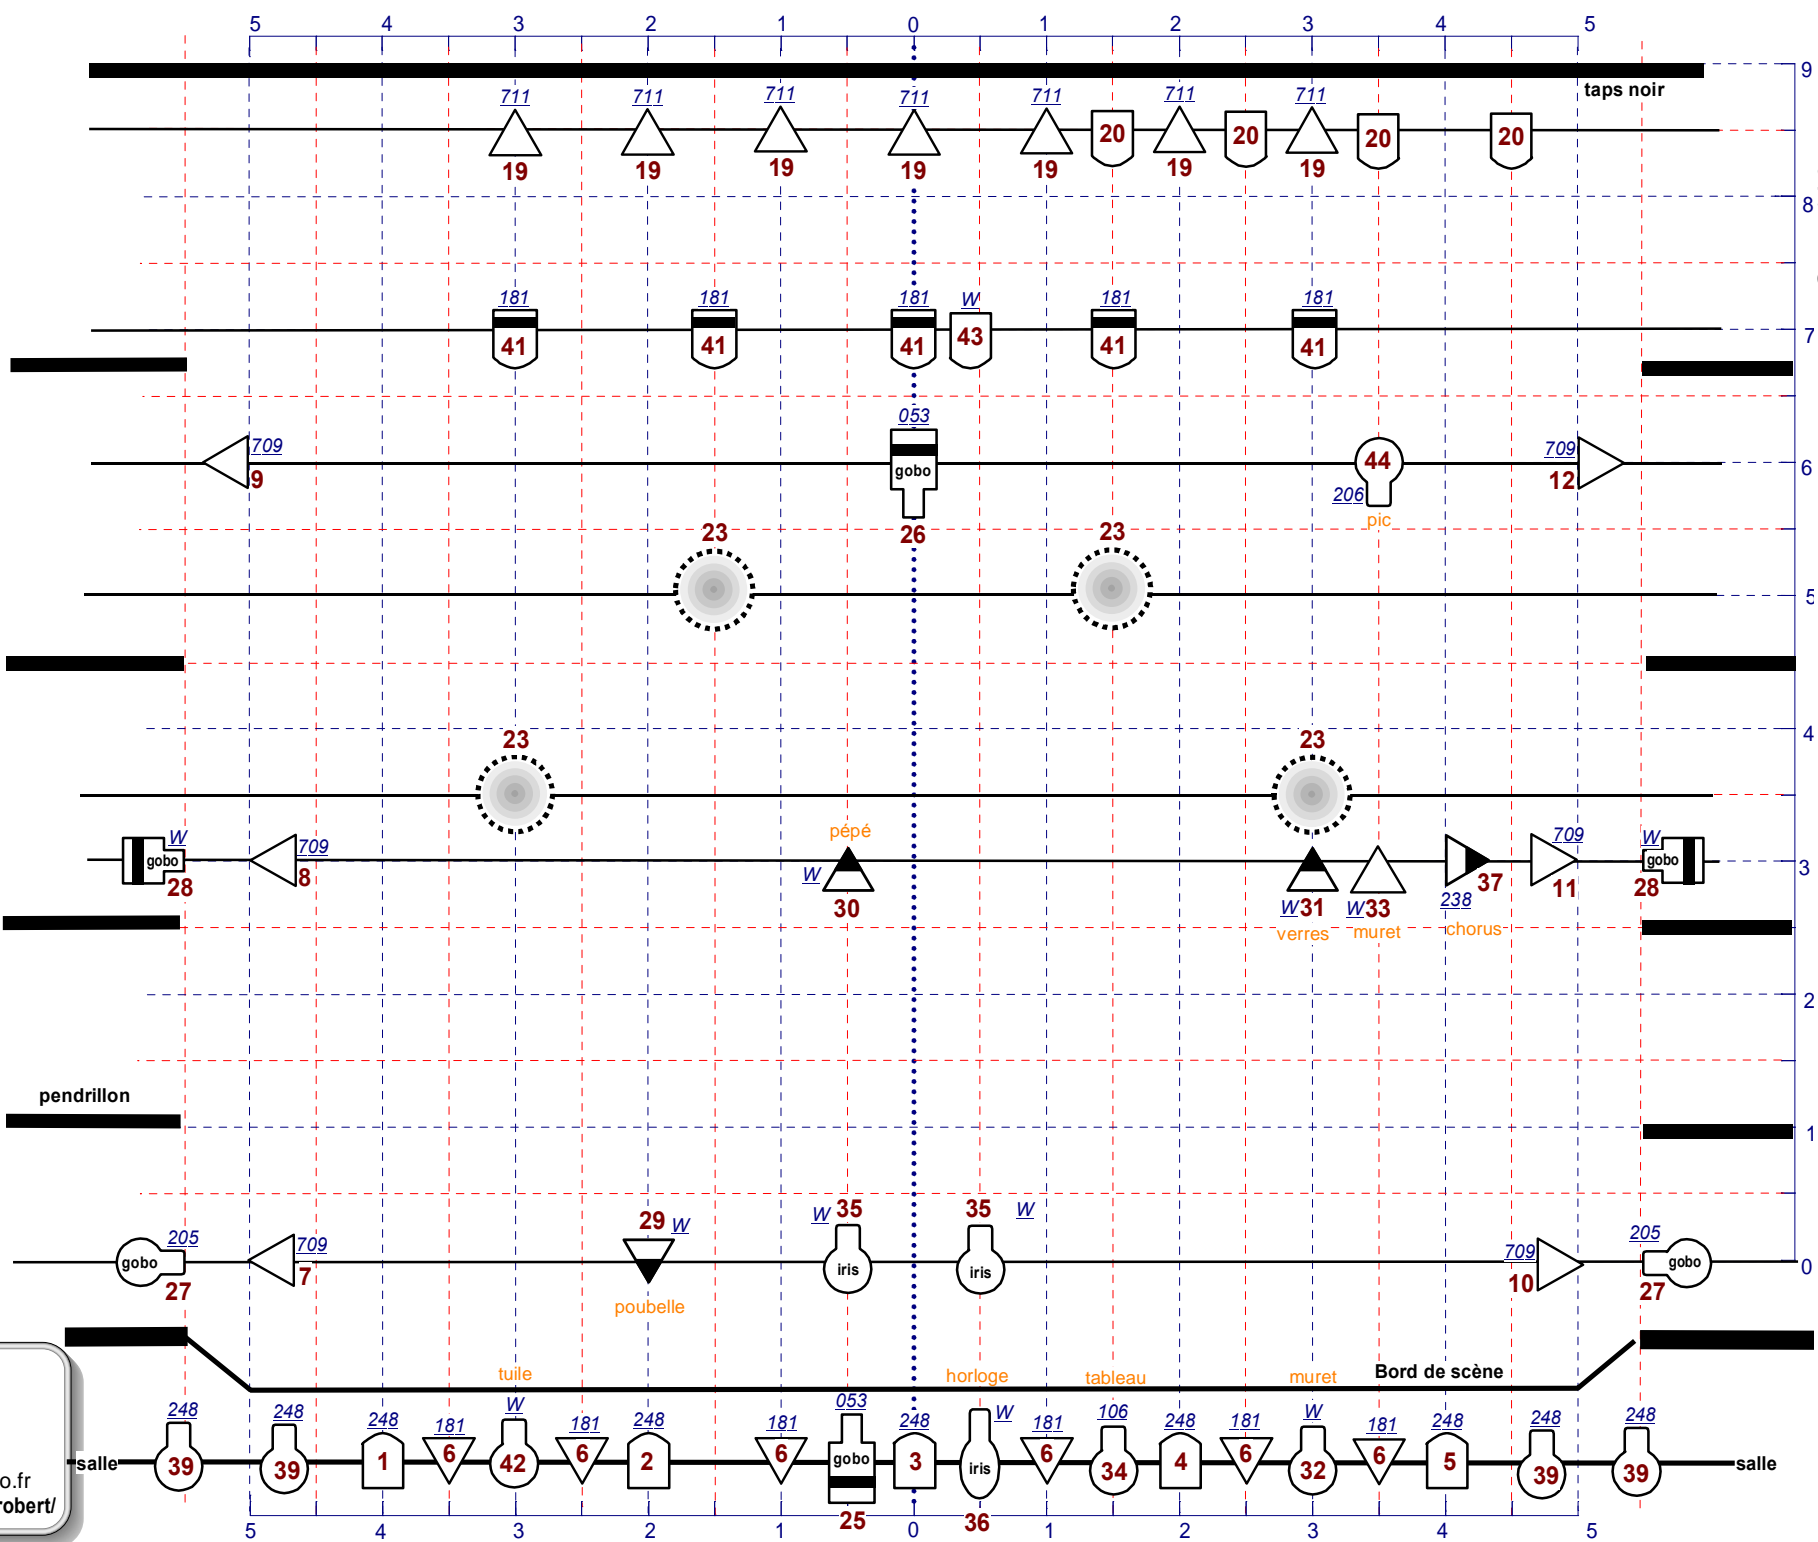 5 4 3 2 1 0 1 2 3 4 5
9
taps noir
711 711 711 711 711 711 711
20 20 20 20
19 19 19 19 19 19 19
8
181 181 181 W 181 181
41 41 41 43 41 41
7
053
709 709
gobo 44
9 12 6
206
pic
26
23 23
5
4
23 23
pépé
W 709 709 W
gobo gobo
W 3
28 8 30 37 11 28
238
W 31 W 33
verres muret chorus
2
pendrillon
1
35 35 W
29 W W
205 709 709 205
gobo iris iris gobo
0
27 7 10 27
poubelle
tuile horloge tableau muret Bord de scène
248 248 248 181 W 181 248 181 053 248 W 181 106 248 181 W 181 248 248 248
salle 39 39 1 6 42 6 2 6 gobo 3 iris 6 34 4 6 32 6 5 39 39 salle
o.fr
robert/
25 36
5 4 3 2 1 0 1 2 3 4 5